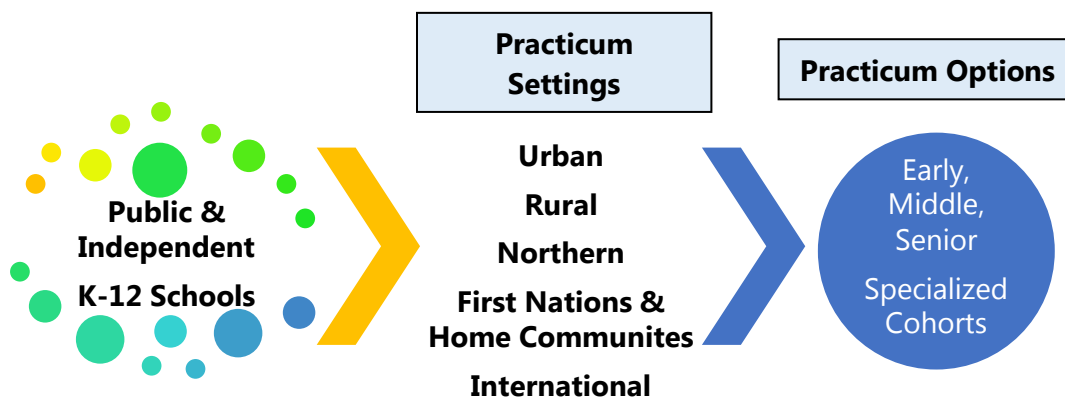 Public &
Independent
K-12 Schools
Practicum
Settings
Urban
Rural
Northern
First Nations &
Home Communites
International
Practicum Options
Early,
Middle,
Senior
Specialized
Cohorts